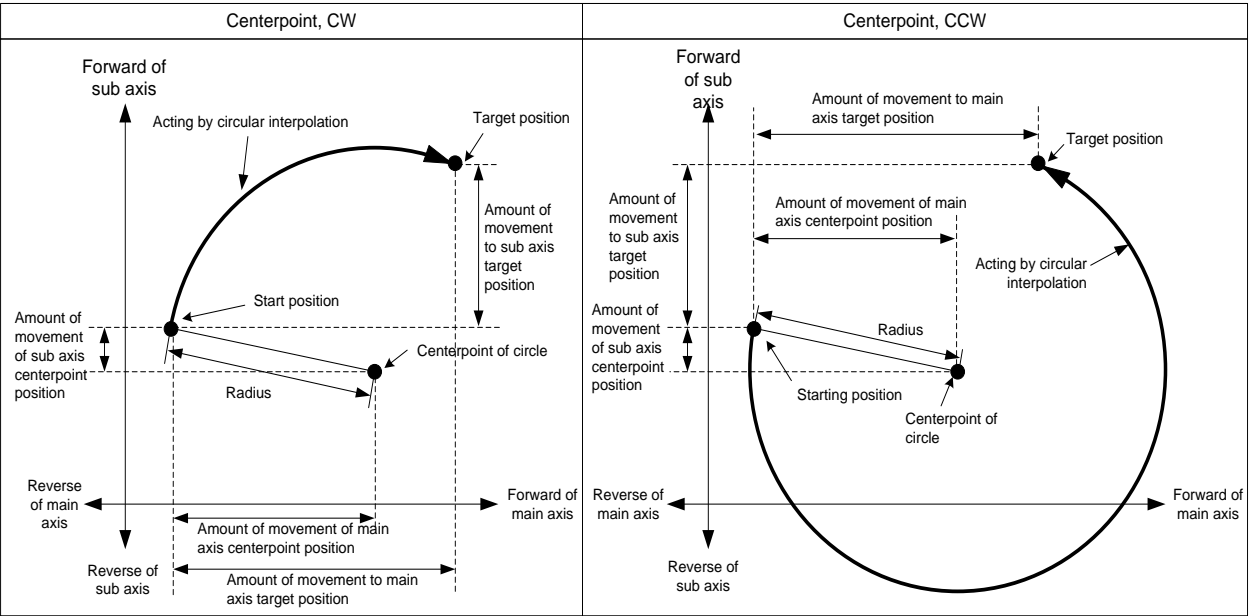 Centerpoint, CW
Centerpoint, CCW
Forward of
sub axis
Acting by circular interpolation
Target position
Amount of
movement
to sub axis
target
position
Start position
Amount of
movement
of sub axis
centerpoint
position
Centerpoint of circle
Radius
Reverse
of main
axis
Forward of
main axis
Amount of movement of main
axis centerpoint position
Reverse of
sub axis
Amount of movement to main
axis target position
Forward
of sub
axis
Amount of movement to main
axis target position
Target position
Amount of
movement
to sub axis
target
position
Amount of movement of main
axis centerpoint position
Acting by circular
interpolation
Amount of
movement
of sub axis
centerpoint
position
Radius
Starting position
Centerpoint of
circle
Reverse of
main axis
Forward of
main axis
Reverse of
sub axis